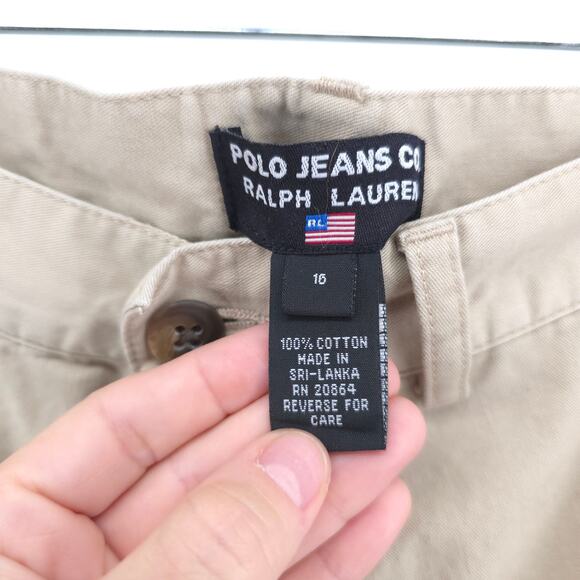 POLO JEANS CO
RALPH LAUREN
RL
16
100% COTTON
MADE IN
SRI-LANKA
RN 20864
REVERSE FOR
CARE